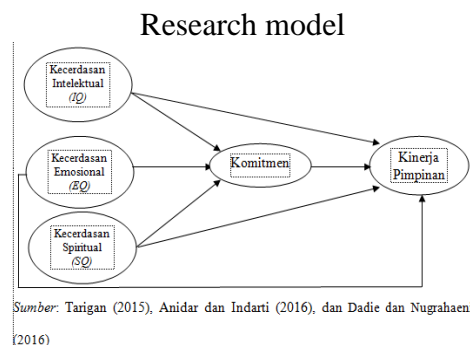 Research model
Kecerdasan
Intelektual
(IQ)
Kecerdasan
Emosional
(EQ)
Kecerdasan
Spiritual
(SQ)
Komitmen
Kinerja
Pimpinan
Sumber: Tarigan (2015), Anidar dan Indarti (2016), dan Dadie dan Nugrahaeni
(2016)